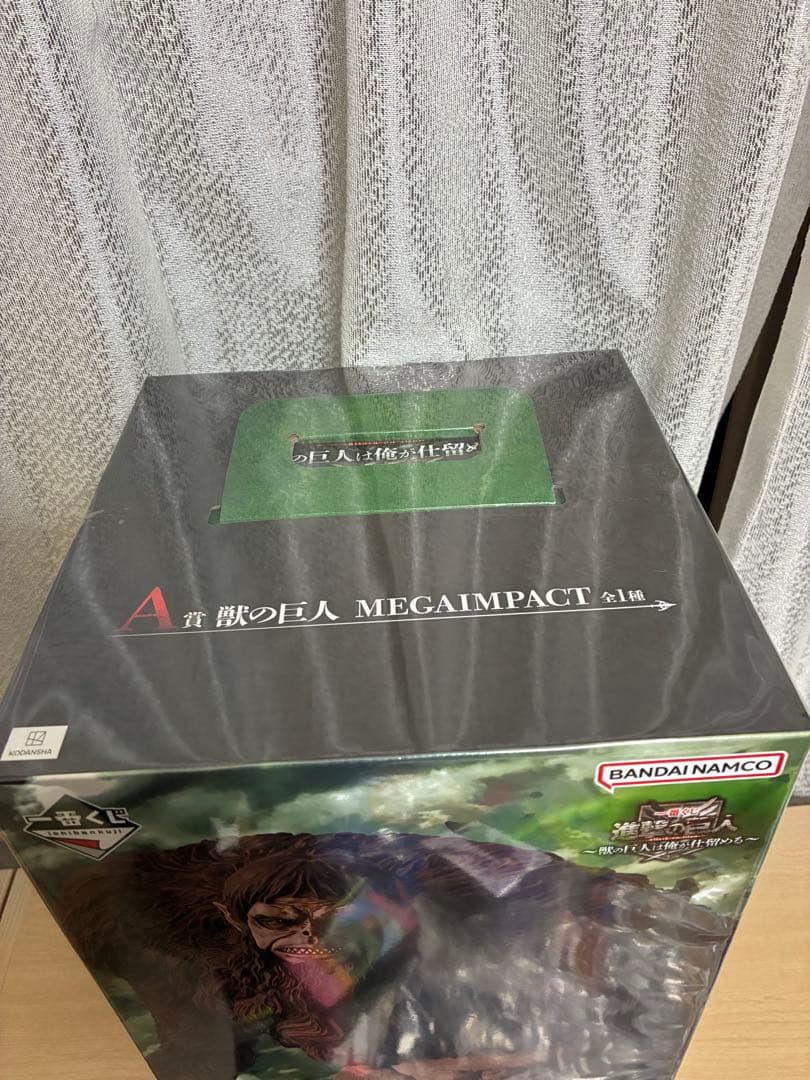 の巨人は俺が仕留め
A賞 獣の巨人 MEGAIMPACT 全1種
KODANSHA
BANDAI NAMCO
一番くじ
ichibankuji
一番くじ
進撃の巨人
～獣の巨人は俺が仕留める～